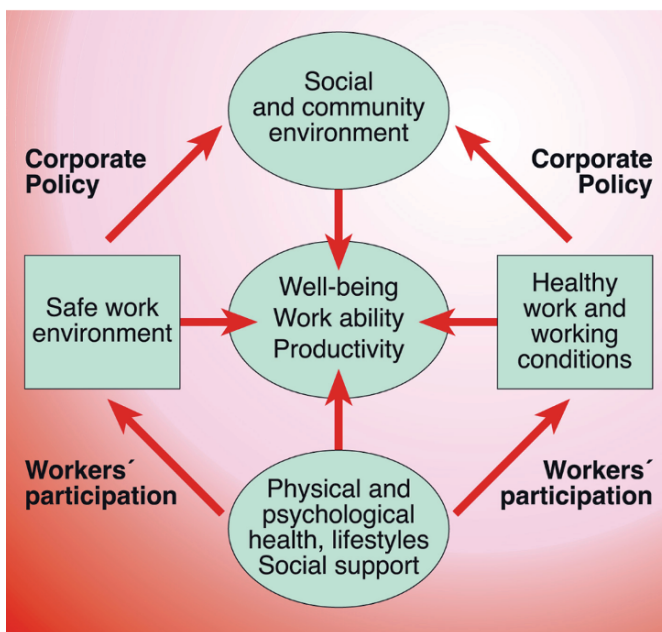 Social
and community
environment
Corporate
Policy
Corporate
Policy
Safe work
environment
Well-being
Work ability
Productivity
Healthy
work and
working
conditions
Workers´
participation
Physical and
psychological
health, lifestyles
Social support
Workers´
participation